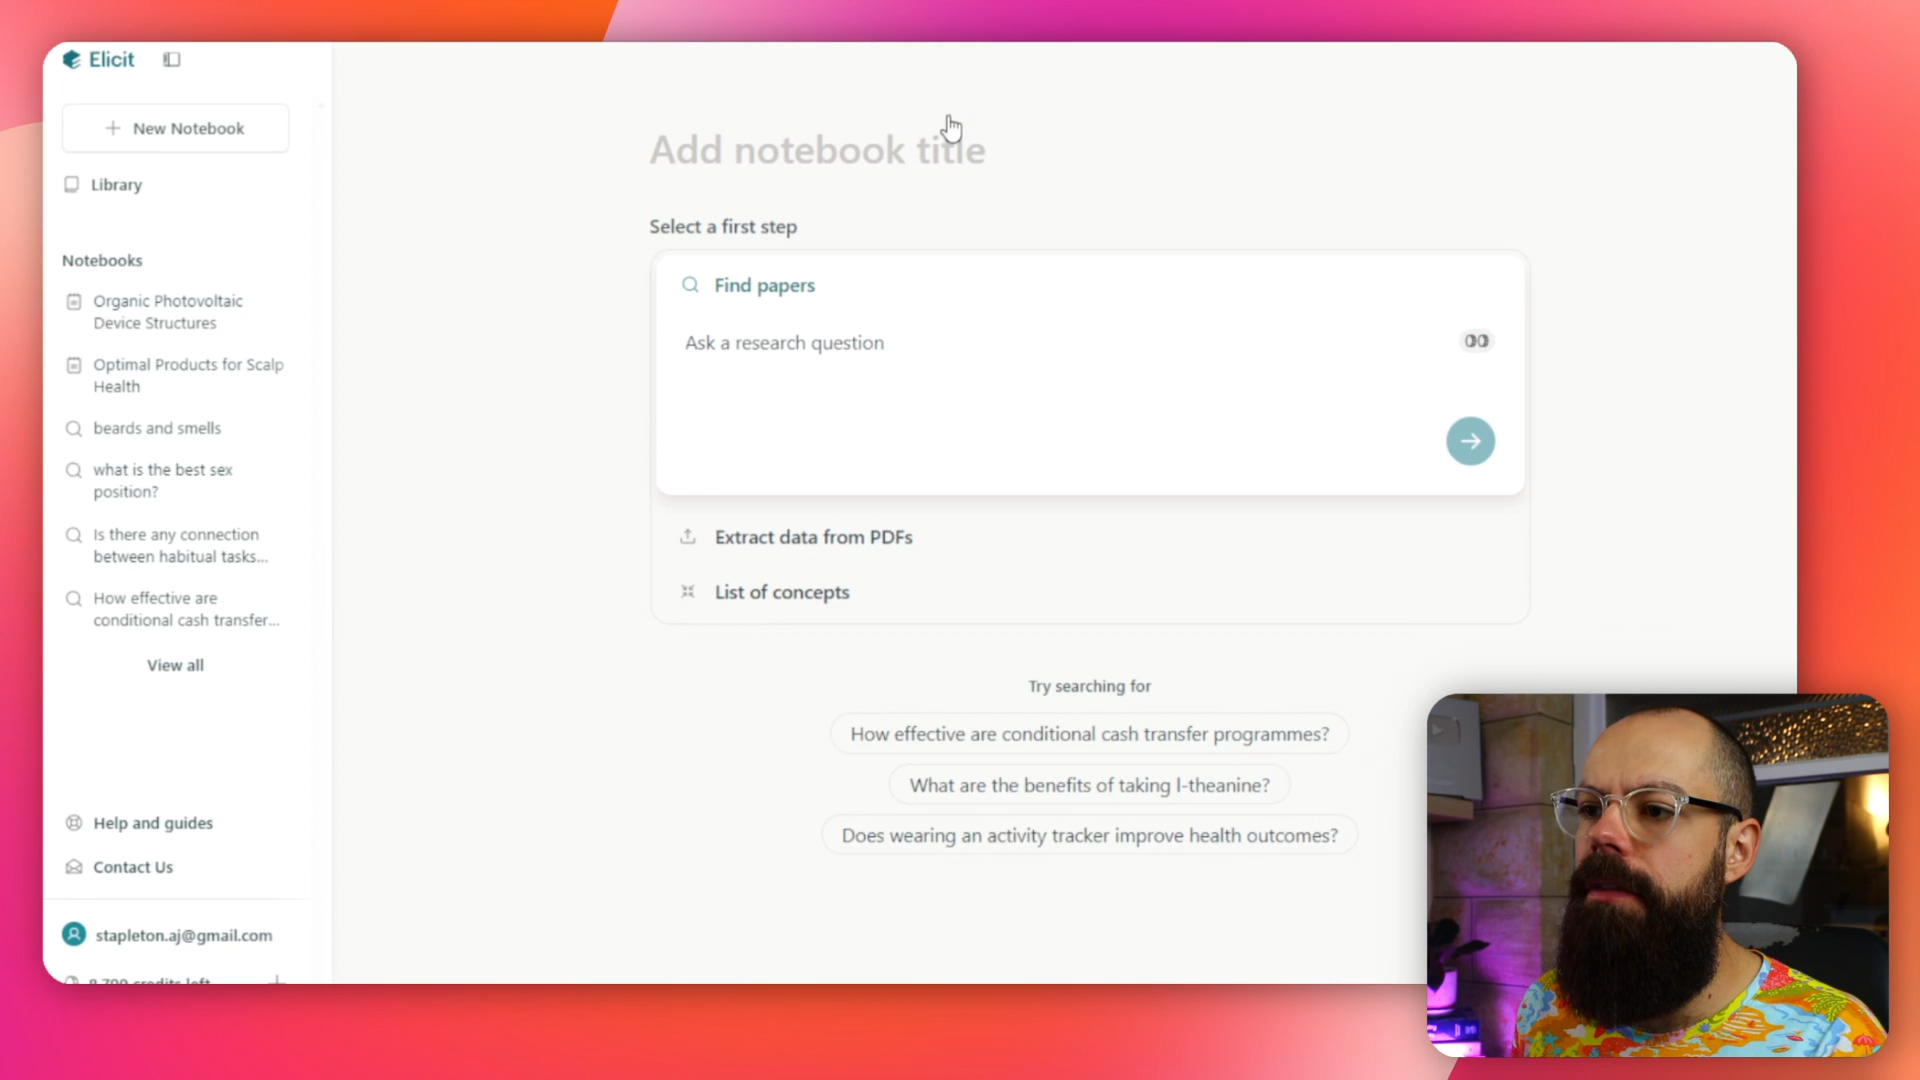 Elicit
New Notebook
Library
Notebooks
Organic Photovoltaic
Device Structures
Optimal Products for Scalp
Health
beards and smells
what is the best sex
position?
Is there any connection
between habitual tasks...
How effective are
conditional cash transfer...
View all
Help and guides
Contact Us
stapleton.aj@gmail.com
8,790 credits left
Add notebook title
Select a first step
Find papers
Ask a research question
Extract data from PDFs
List of concepts
Try searching for
How effective are conditional cash transfer programmes?
What are the benefits of taking l-theanine?
Does wearing an activity tracker improve health outcomes?